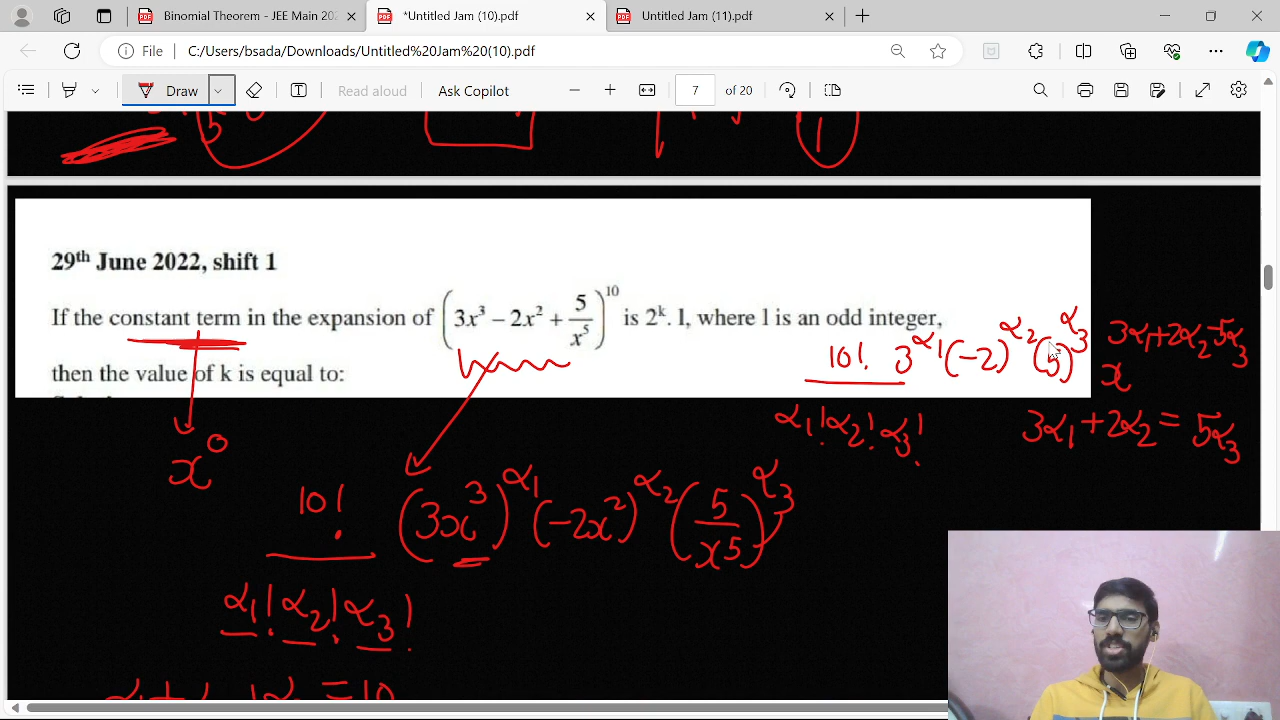 Binomial Theorem - JEE Main 202
*Untitled Jam (10).pdf
Untitled Jam (11).pdf
File
C:/Users/bsada/Downloads/Untitled%20Jam%20(10).pdf
Draw
Read aloud
Ask Copilot
7 of 20
5
1
29th June 2022, shift 1
If the constant term in the expansion of (3x³ − 2x² + 5/x⁵)¹⁰ is 2ᵏ. l, where l is an odd integer,
then the value of k is equal to:
10! 3^α₁ (−2)^α₂ (5)^α₃ x^(3α₁+2α₂−5α₃)
α₁! α₂! α₃!
3α₁+2α₂ = 5α₃
x⁰
10! (3x³)^α₁ (−2x²)^α₂ (5/x⁵)^α₃
α₁! α₂! α₃!
= 10